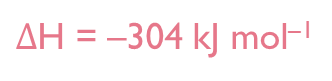 ΔH = –304 kJ mol⁻¹